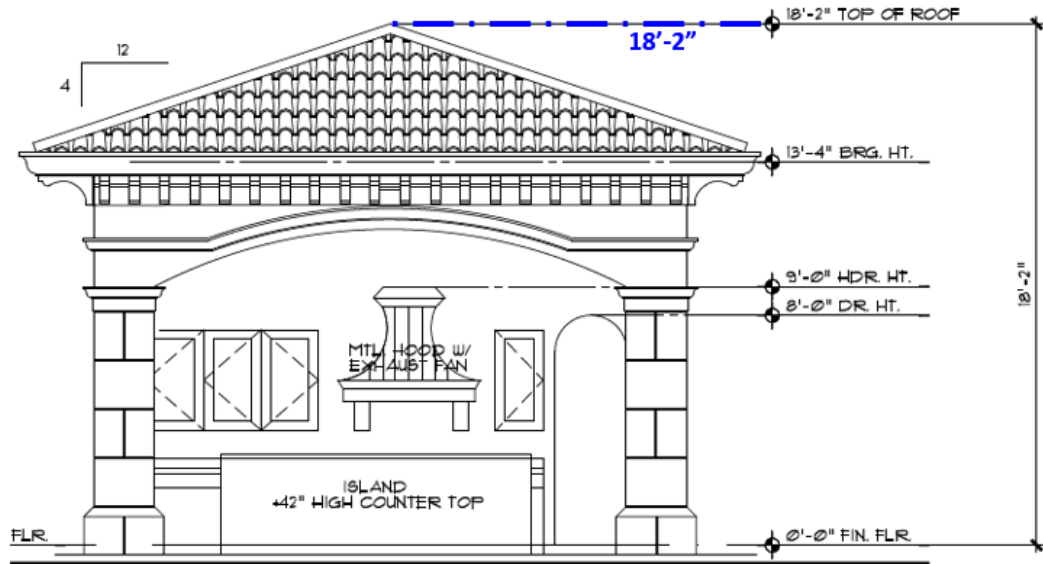 18'-2" TOP OF ROOF
18'-2"
12
4
13'-4" BRG. HT.
9'-0" HDR. HT.
8'-0" DR. HT.
18'-2"
MTL. HOOD W/
EXHAUST FAN
ISLAND
+42" HIGH COUNTER TOP
FLR.
0'-0" FIN. FLR.